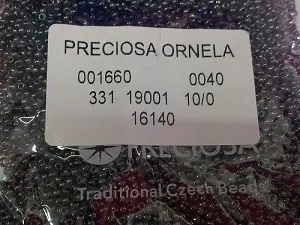 PRECIOSA ORNELA
001660 0040
331 19001 10/0
16140
PRECIOSA
Traditional Czech Beads